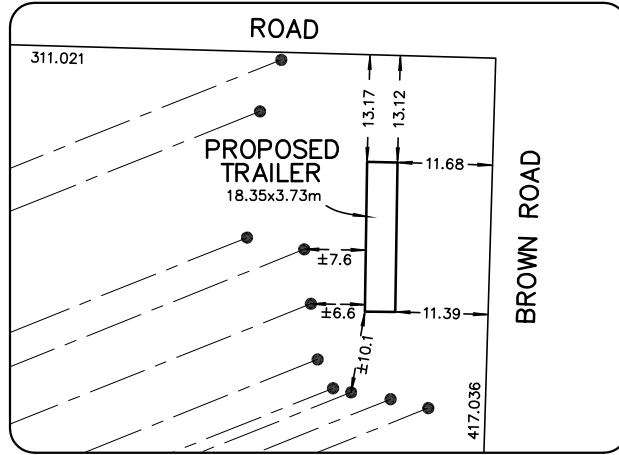 ROAD
311.021
13.17
13.12
PROPOSED
TRAILER
18.35x3.73m
11.68
BROWN ROAD
±7.6
±6.6
11.39
±10.1
417.036